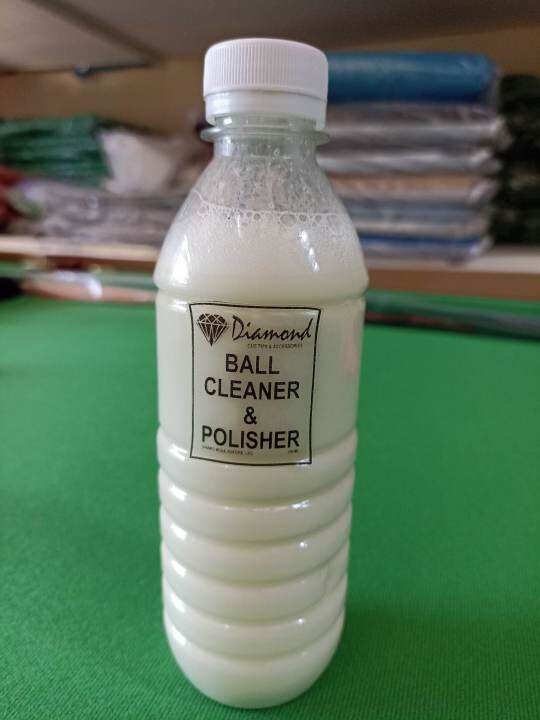 Diamond
BALL
CLEANER
&
POLISHER